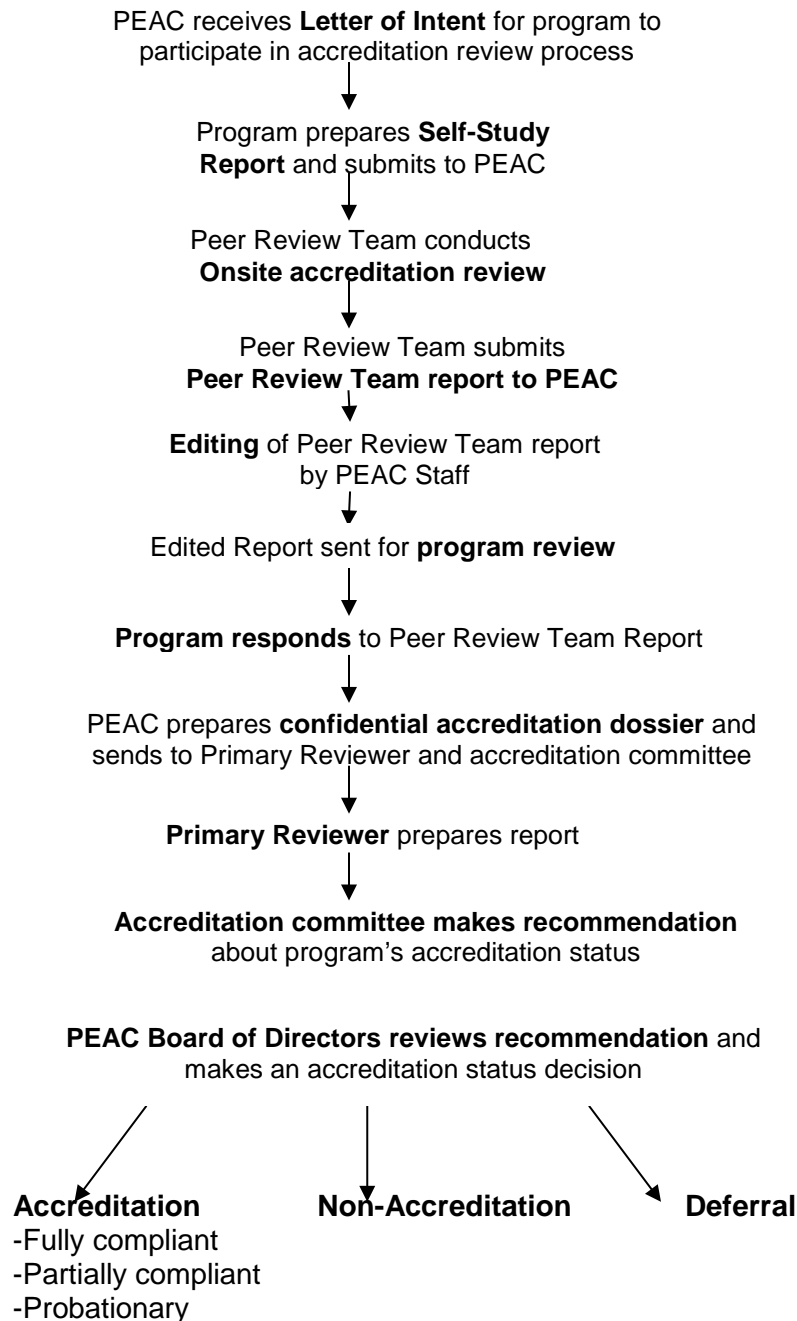 PEAC receives Letter of Intent for program to
participate in accreditation review process
Program prepares Self-Study
Report and submits to PEAC
Peer Review Team conducts
Onsite accreditation review
Peer Review Team submits
Peer Review Team report to PEAC
Editing of Peer Review Team report
by PEAC Staff
Edited Report sent for program review
Program responds to Peer Review Team Report
PEAC prepares confidential accreditation dossier and
sends to Primary Reviewer and accreditation committee
Primary Reviewer prepares report
Accreditation committee makes recommendation
about program's accreditation status
PEAC Board of Directors reviews recommendation and
makes an accreditation status decision
Accreditation
-Fully compliant
-Partially compliant
-Probationary
Non-Accreditation
Deferral